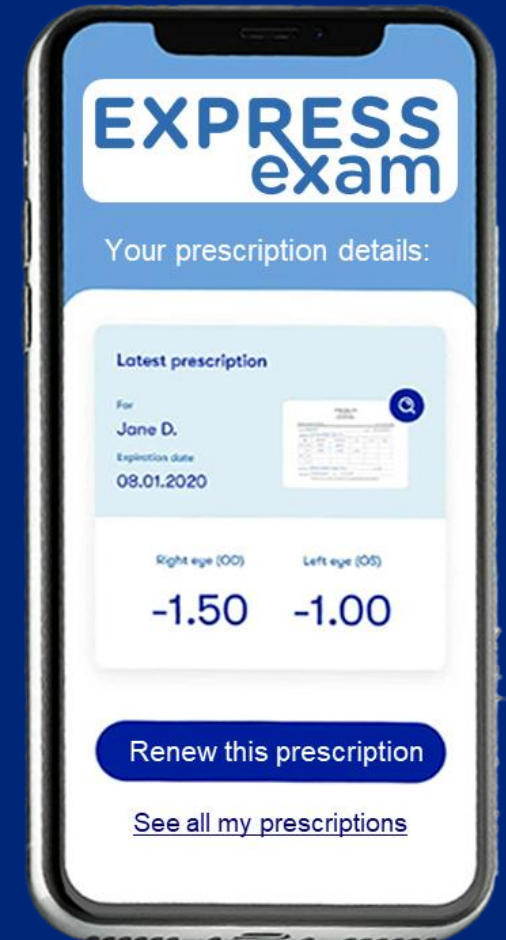 EXPRESS
exam
Your prescription details:
Latest prescription
For
Jane D.
Expiration date
08.01.2020
Right eye (OD) Left eye (OS)
-1.50 -1.00
Renew this prescription
See all my prescriptions